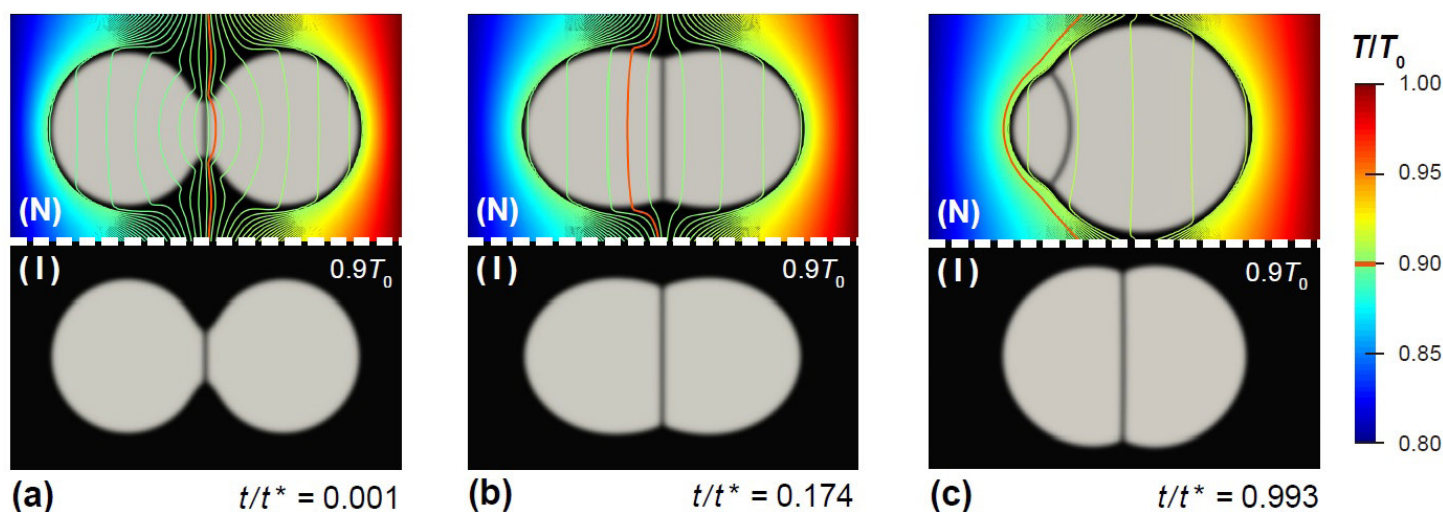 (N)
(N)
(N)
T/T₀
1.00
0.95
0.90
0.85
0.80
(I) 0.9T₀
(I) 0.9T₀
(I) 0.9T₀
(a) t/t* = 0.001
(b) t/t* = 0.174
(c) t/t* = 0.993